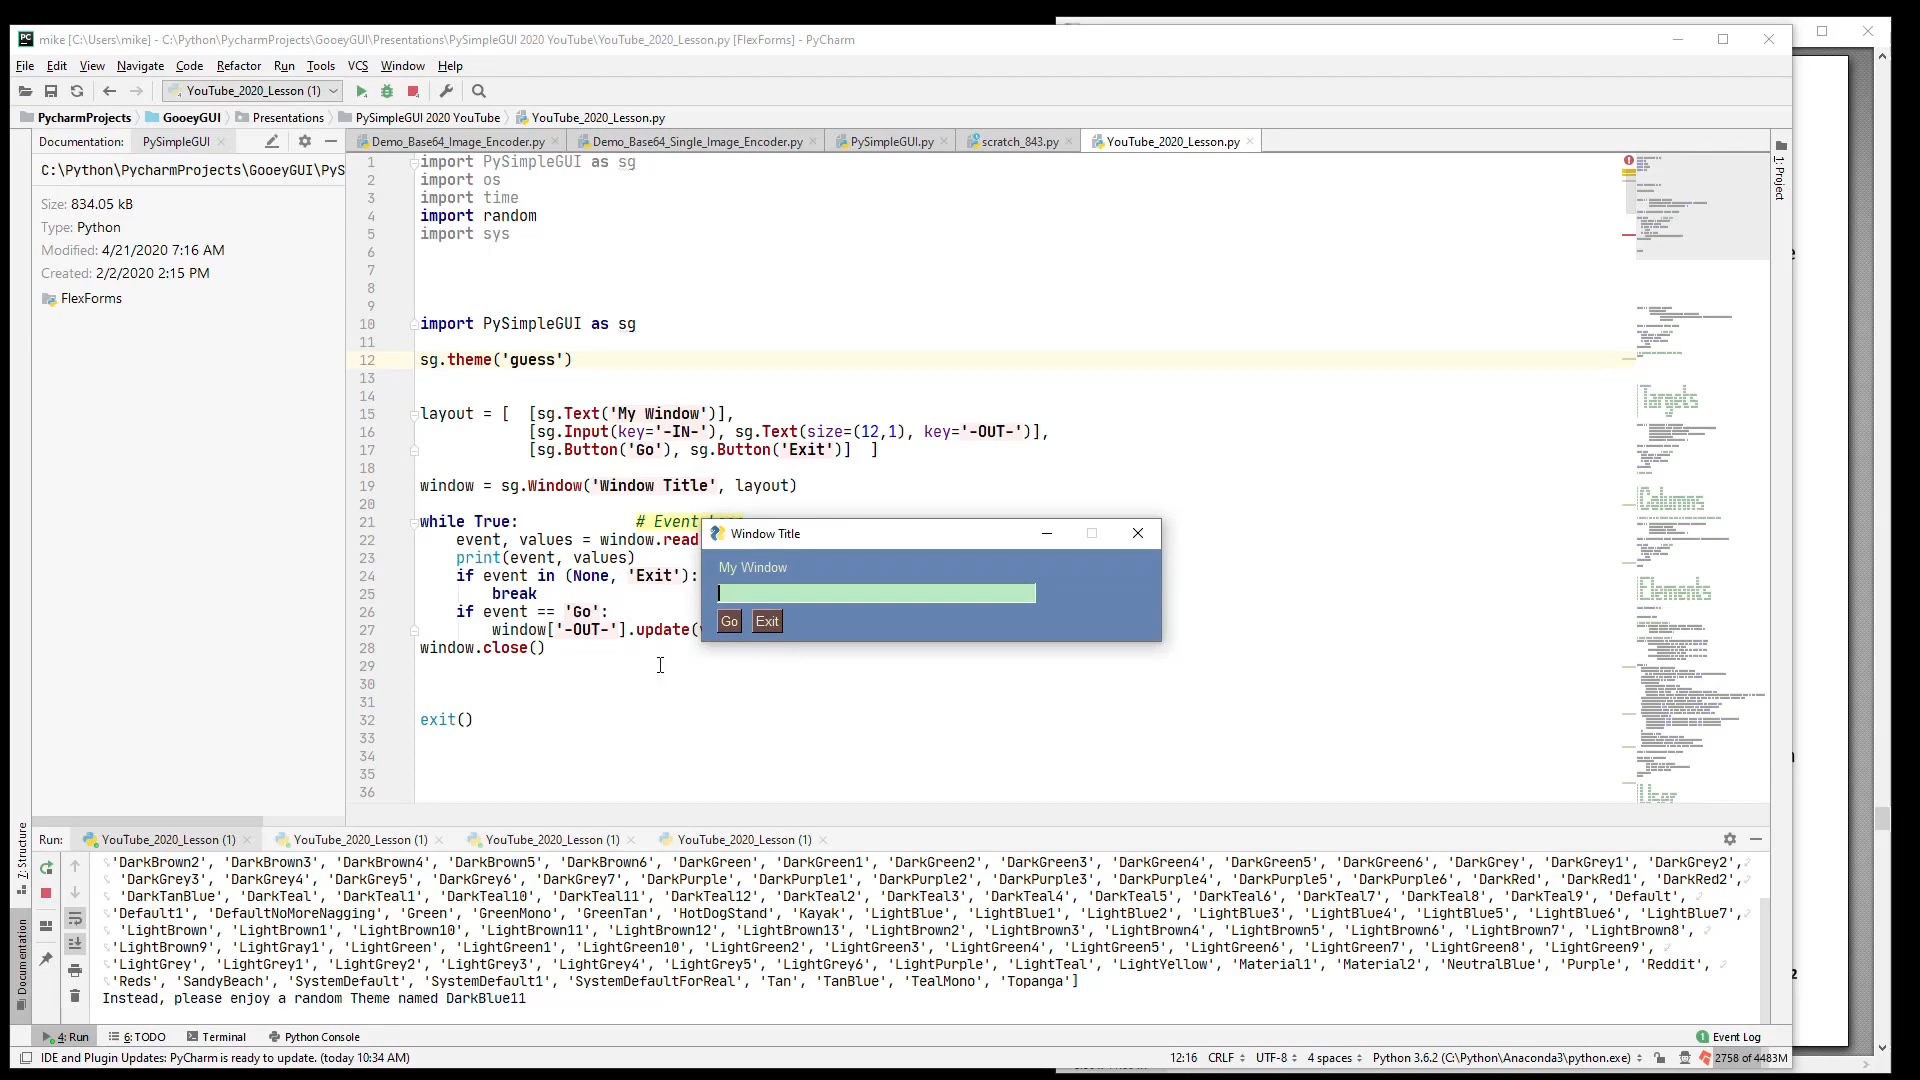 mike [C:\Users\mike] - C:\Python\PycharmProjects\GooeyGUI\Presentations\PySimpleGUI 2020 YouTube\YouTube_2020_Lesson.py [FlexForms] - PyCharm
File Edit View Navigate Code Refactor Run Tools VCS Window Help
YouTube_2020_Lesson (1)
PycharmProjects GooeyGUI Presentations PySimpleGUI 2020 YouTube YouTube_2020_Lesson.py
Documentation: PySimpleGUI
Demo_Base64_Image_Encoder.py Demo_Base64_Single_Image_Encoder.py PySimpleGUI.py scratch_843.py YouTube_2020_Lesson.py
C:\Python\PycharmProjects\GooeyGUI\PyS
Size: 834.05 kB
Type: Python
Modified: 4/21/2020 7:16 AM
Created: 2/2/2020 2:15 PM
FlexForms
1 import PySimpleGUI as sg
2 import os
3 import time
4 import random
5 import sys
6
7
8
9
10 import PySimpleGUI as sg
11
12 sg.theme('guess')
13
14
15 layout = [ [sg.Text('My Window')],
16 [sg.Input(key='-IN-'), sg.Text(size=(12,1), key='-OUT-')],
17 [sg.Button('Go'), sg.Button('Exit')] ]
18
19 window = sg.Window('Window Title', layout)
20
21 while True: # Event
22 event, values = window.read
23 print(event, values)
24 if event in (None, 'Exit'):
25 break
26 if event == 'Go':
27 window['-OUT-'].update(
28 window.close()
29
30
31
32 exit()
33
34
35
36
Window Title
My Window
Go Exit
1: Project
7: Structure
Documentation
Run: YouTube_2020_Lesson (1) YouTube_2020_Lesson (1) YouTube_2020_Lesson (1) YouTube_2020_Lesson (1)
'DarkBrown2', 'DarkBrown3', 'DarkBrown4', 'DarkBrown5', 'DarkBrown6', 'DarkGreen', 'DarkGreen1', 'DarkGreen2', 'DarkGreen3', 'DarkGreen4', 'DarkGreen5', 'DarkGreen6', 'DarkGrey', 'DarkGrey1', 'DarkGrey2',
'DarkGrey3', 'DarkGrey4', 'DarkGrey5', 'DarkGrey6', 'DarkGrey7', 'DarkPurple', 'DarkPurple1', 'DarkPurple2', 'DarkPurple3', 'DarkPurple4', 'DarkPurple5', 'DarkPurple6', 'DarkRed', 'DarkRed1', 'DarkRed2',
'DarkTanBlue', 'DarkTeal', 'DarkTeal1', 'DarkTeal10', 'DarkTeal11', 'DarkTeal12', 'DarkTeal2', 'DarkTeal3', 'DarkTeal4', 'DarkTeal5', 'DarkTeal6', 'DarkTeal7', 'DarkTeal8', 'DarkTeal9', 'Default',
'Default1', 'DefaultNoMoreNagging', 'Green', 'GreenMono', 'GreenTan', 'HotDogStand', 'Kayak', 'LightBlue', 'LightBlue1', 'LightBlue2', 'LightBlue3', 'LightBlue4', 'LightBlue5', 'LightBlue6', 'LightBlue7',
'LightBrown', 'LightBrown1', 'LightBrown10', 'LightBrown11', 'LightBrown12', 'LightBrown13', 'LightBrown2', 'LightBrown3', 'LightBrown4', 'LightBrown5', 'LightBrown6', 'LightBrown7', 'LightBrown8',
'LightBrown9', 'LightGray1', 'LightGreen', 'LightGreen1', 'LightGreen10', 'LightGreen2', 'LightGreen3', 'LightGreen4', 'LightGreen5', 'LightGreen6', 'LightGreen7', 'LightGreen8', 'LightGreen9',
'LightGrey', 'LightGrey1', 'LightGrey2', 'LightGrey3', 'LightGrey4', 'LightGrey5', 'LightGrey6', 'LightPurple', 'LightTeal', 'LightYellow', 'Material1', 'Material2', 'NeutralBlue', 'Purple', 'Reddit',
'Reds', 'SandyBeach', 'SystemDefault', 'SystemDefault1', 'SystemDefaultForReal', 'Tan', 'TanBlue', 'TealMono', 'Topanga']
Instead, please enjoy a random Theme named DarkBlue11
4: Run 6: TODO Terminal Python Console 1 Event Log
IDE and Plugin Updates: PyCharm is ready to update. (today 10:34 AM) 12:16 CRLF UTF-8 4 spaces Python 3.6.2 (C:\Python\Anaconda3\python.exe) 2758 of 4483M